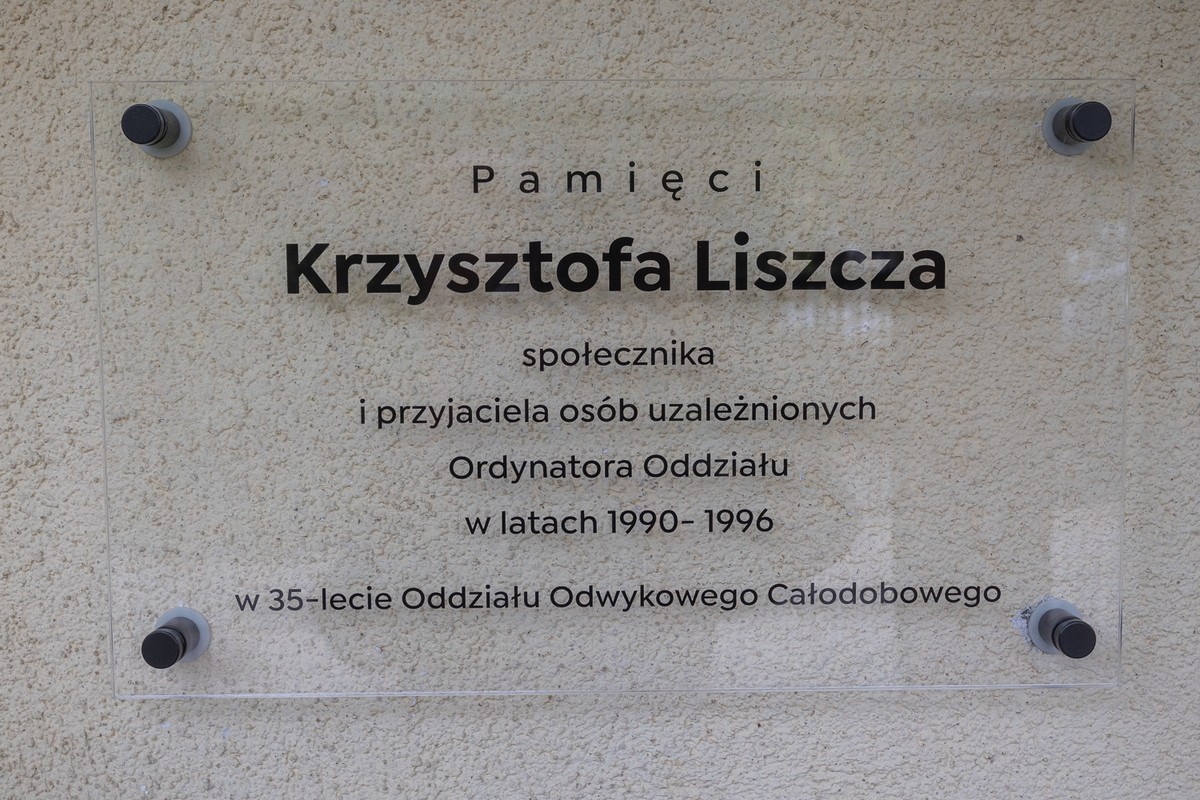 Pamięci
Krzysztofa Liszcza
społecznika
i przyjaciela osób uzależnionych
Ordynatora Oddziału
w latach 1990- 1996
w 35-lecie Oddziału Odwykowego Całodobowego